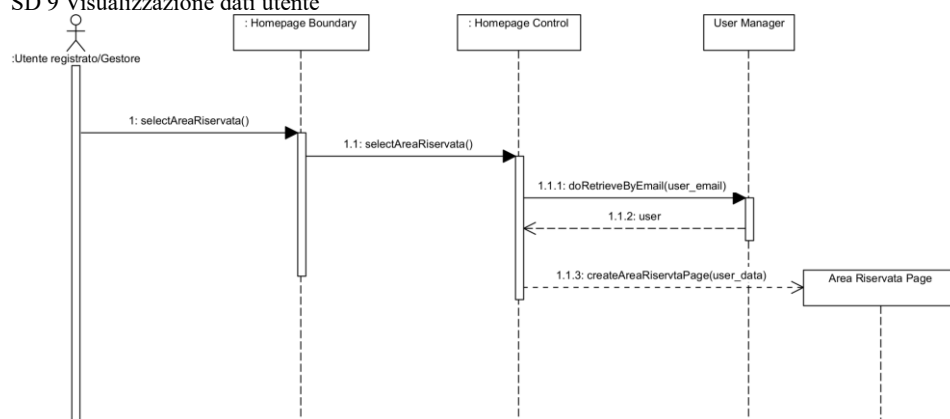 SD 9 Visualizzazione dati utente
: Homepage Boundary
: Homepage Control
User Manager
:Utente registrato/Gestore
1: selectAreaRiservata()
1.1: selectAreaRiservata()
1.1.1: doRetrieveByEmail(user_email)
1.1.2: user
1.1.3: createAreaRiservtaPage(user_data)
Area Riservata Page